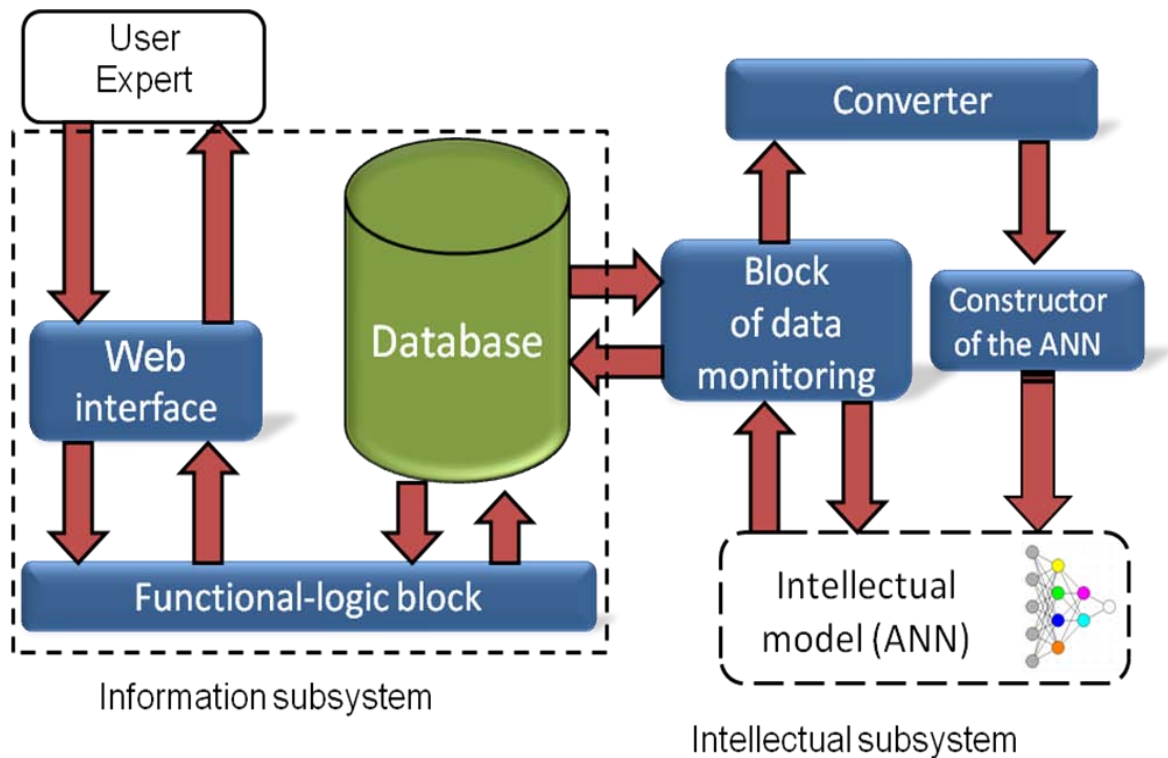 User
Expert
Web
interface
Database
Functional-logic block
Information subsystem
Converter
Block
of data
monitoring
Constructor
of the ANN
Intellectual
model (ANN)
Intellectual subsystem